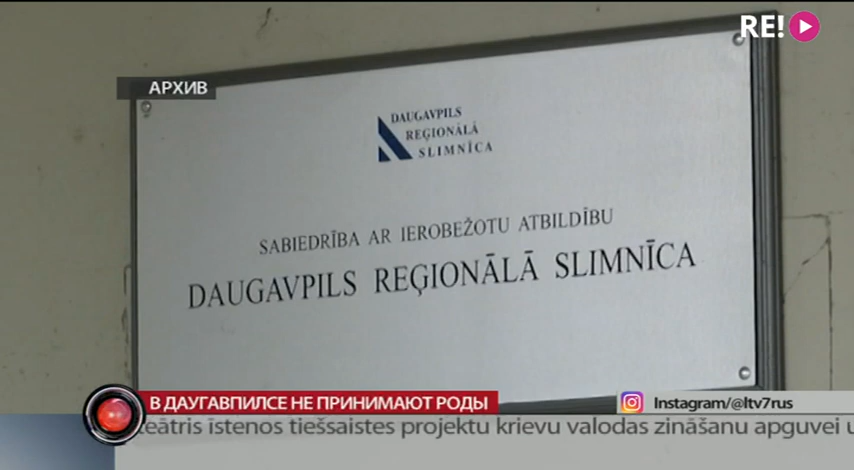 RE!
АРХИВ
DAUGAVPILS
REĢIONĀLĀ
SLIMNĪCA
SABIEDRĪBA AR IEROBEŽOTU ATBILDĪBU
DAUGAVPILS REĢIONĀLĀ SLIMNĪCA
В ДАУГАВПИЛСЕ НЕ ПРИНИМАЮТ РОДЫ
Instagram/@ltv7rus
teātris īstenos tiešsaistes projektu krievu valodas zināšanu apguvei u